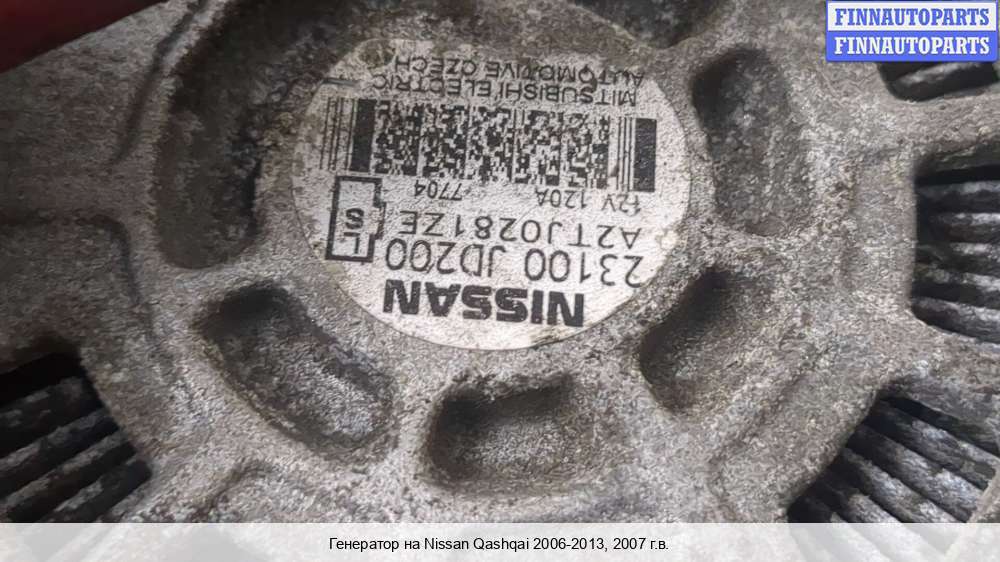 FINNAUTOPARTS
FINNAUTOPARTS
NISSAN
23100 JD200
A2TJ0281ZE
12V 120A 7704
L
S
MITSUBISHI ELECTRIC
AUTOMOTIVE CZECH
Генератор на Nissan Qashqai 2006-2013, 2007 г.в.